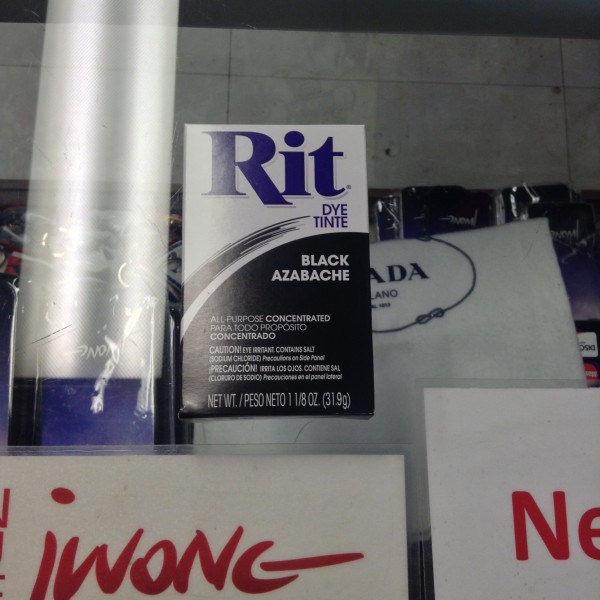 Rit
DYE
TINTE
BLACK
AZABACHE
ALL-PURPOSE CONCENTRATED
PARA TODO PROPÓSITO
CONCENTRADO
CAUTION! EYE IRRITANT. CONTAINS SALT
(SODIUM CHLORIDE) Precautions on Side Panel
¡PRECAUCIÓN! IRRITA LOS OJOS. CONTIENE SAL
(CLORURO DE SODIO) Precauciones en el panel lateral
NET WT. / PESO NETO 1 1/8 OZ. (31.9g)
ADA
LANO
iWONG
Ne